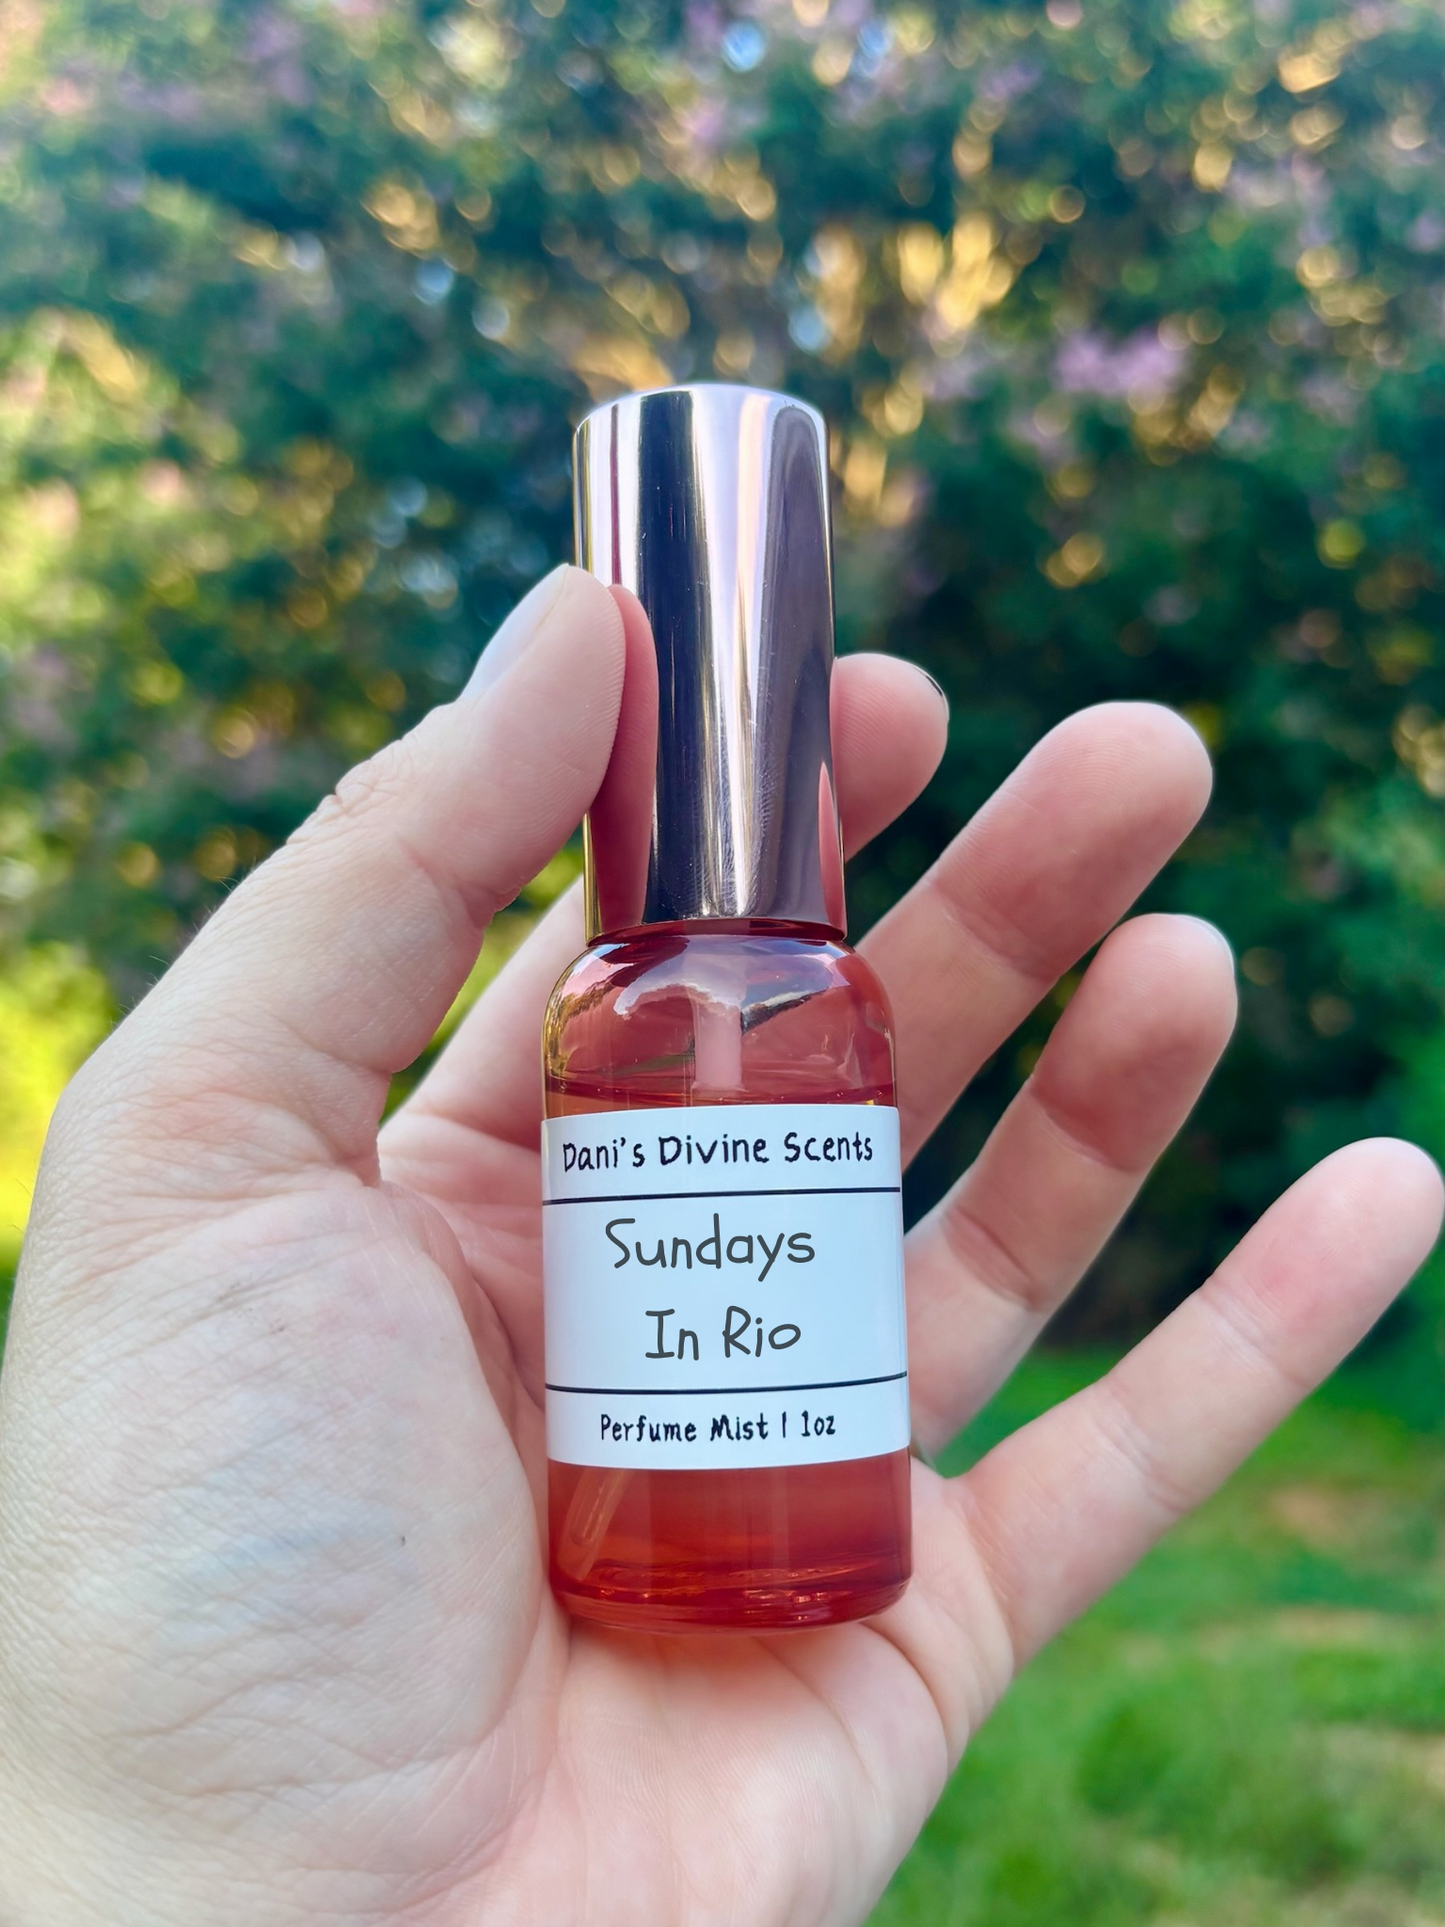 Dani's Divine Scents
Sundays
In Rio
Perfume Mist | 1oz